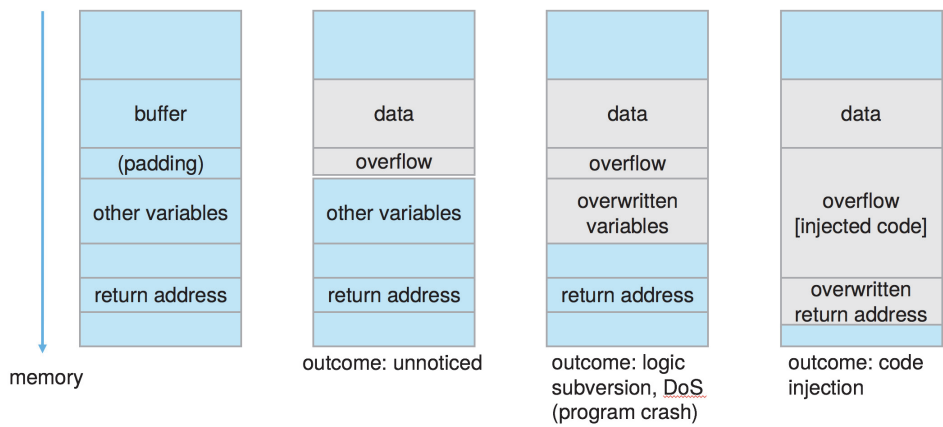 buffer
(padding)
other variables
return address
memory
data
overflow
other variables
return address
outcome: unnoticed
data
overflow
overwritten
variables
return address
outcome: logic
subversion, DoS
(program crash)
data
overflow
[injected code]
overwritten
return address
outcome: code
injection